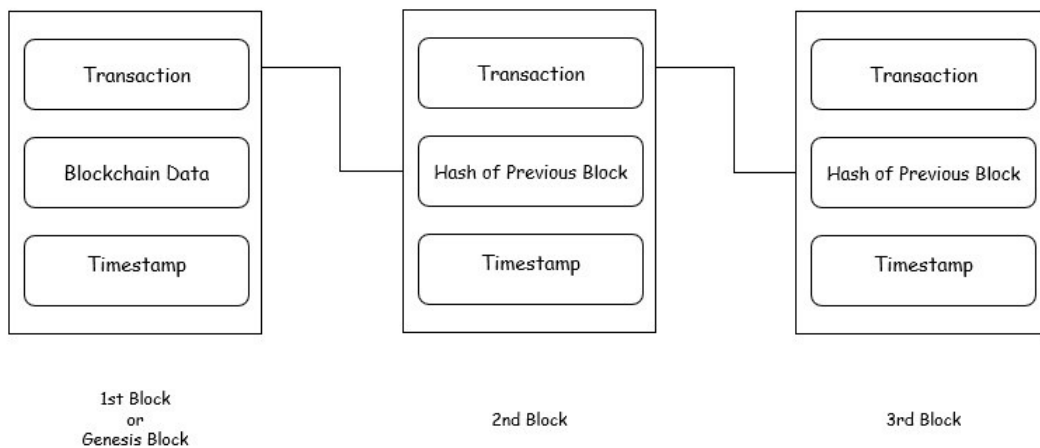 Transaction
Blockchain Data
Timestamp
1st Block
or
Genesis Block
Transaction
Hash of Previous Block
Timestamp
2nd Block
Transaction
Hash of Previous Block
Timestamp
3rd Block